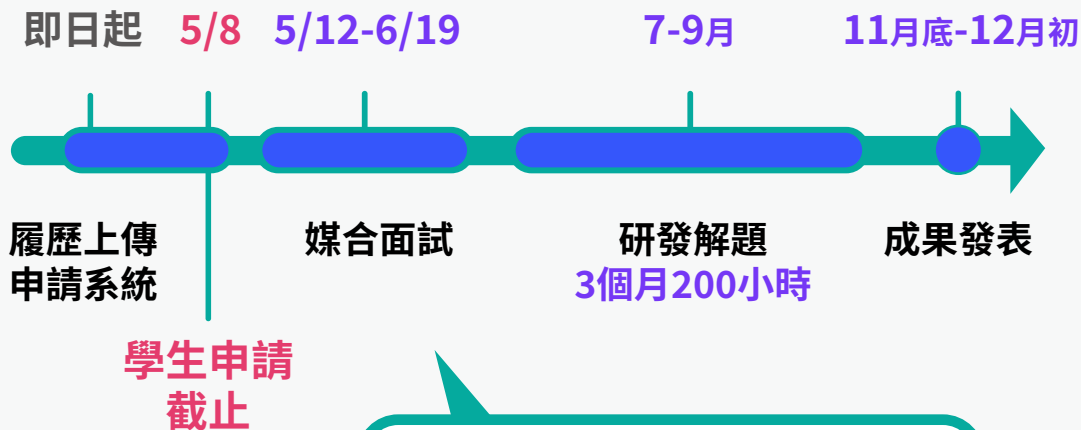 即日起 5/8 5/12-6/19 7-9月 11月底-12月初
履歷上傳 媒合面試 研發解題 成果發表
申請系統 3個月200小時
學生申請
截止